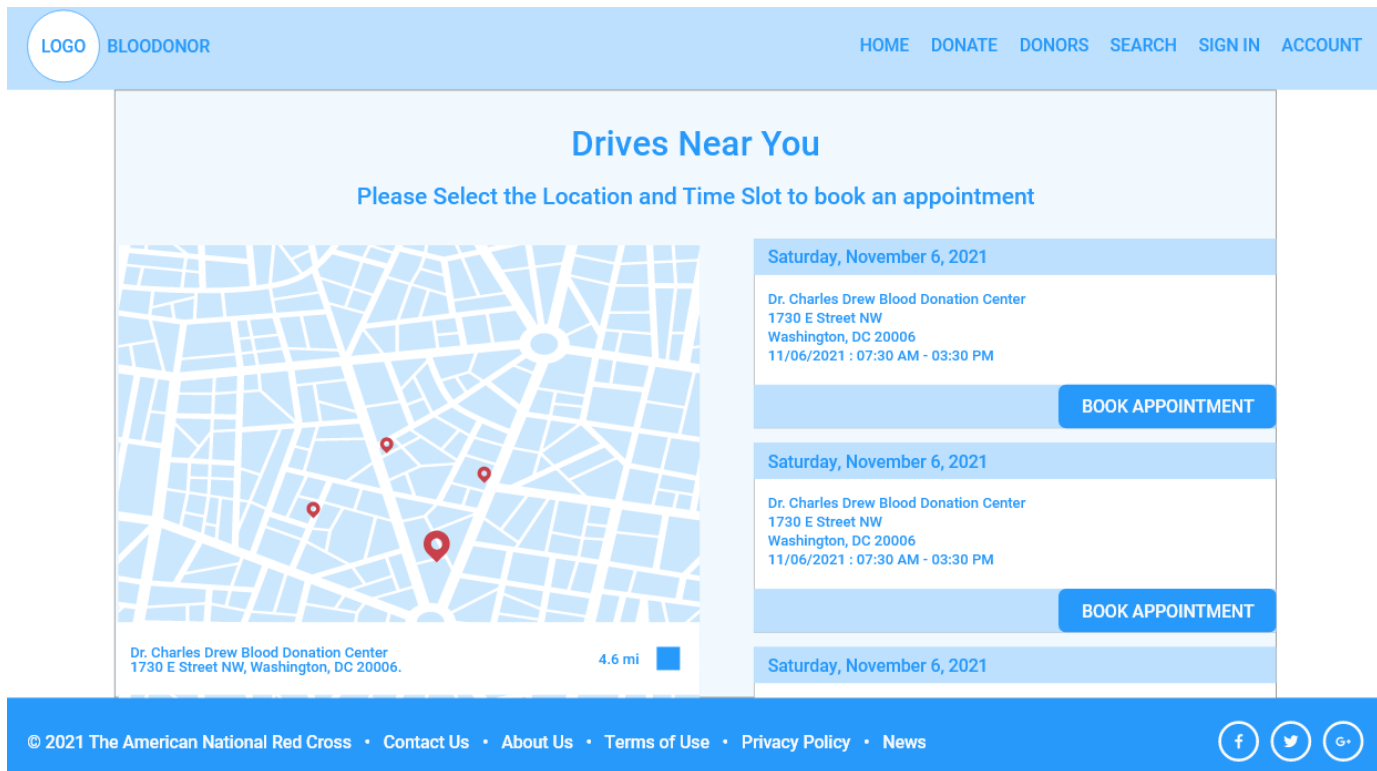 LOGO BLOODONOR HOME DONATE DONORS SEARCH SIGN IN ACCOUNT
Drives Near You
Please Select the Location and Time Slot to book an appointment
Dr. Charles Drew Blood Donation Center
1730 E Street NW, Washington, DC 20006.
4.6 mi
Saturday, November 6, 2021
Dr. Charles Drew Blood Donation Center
1730 E Street NW
Washington, DC 20006
11/06/2021 : 07:30 AM - 03:30 PM
BOOK APPOINTMENT
Saturday, November 6, 2021
Dr. Charles Drew Blood Donation Center
1730 E Street NW
Washington, DC 20006
11/06/2021 : 07:30 AM - 03:30 PM
BOOK APPOINTMENT
Saturday, November 6, 2021
© 2021 The American National Red Cross • Contact Us • About Us • Terms of Use • Privacy Policy • News f G+